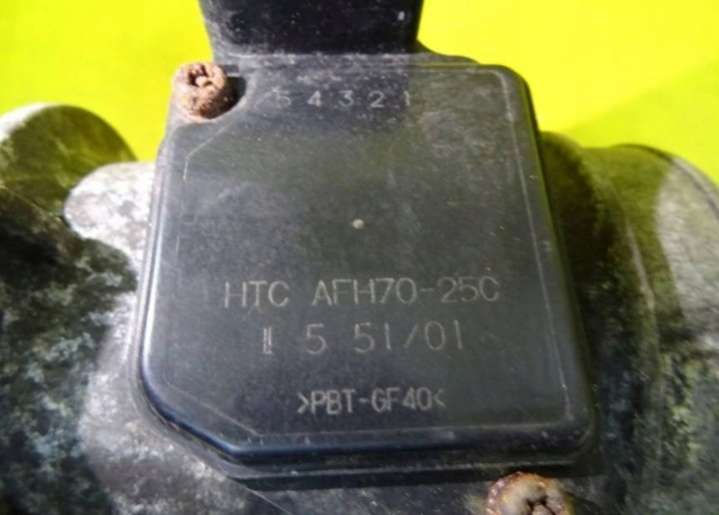 54321
HTC AFH70-25C
5 51/01
>PBT-GF40<